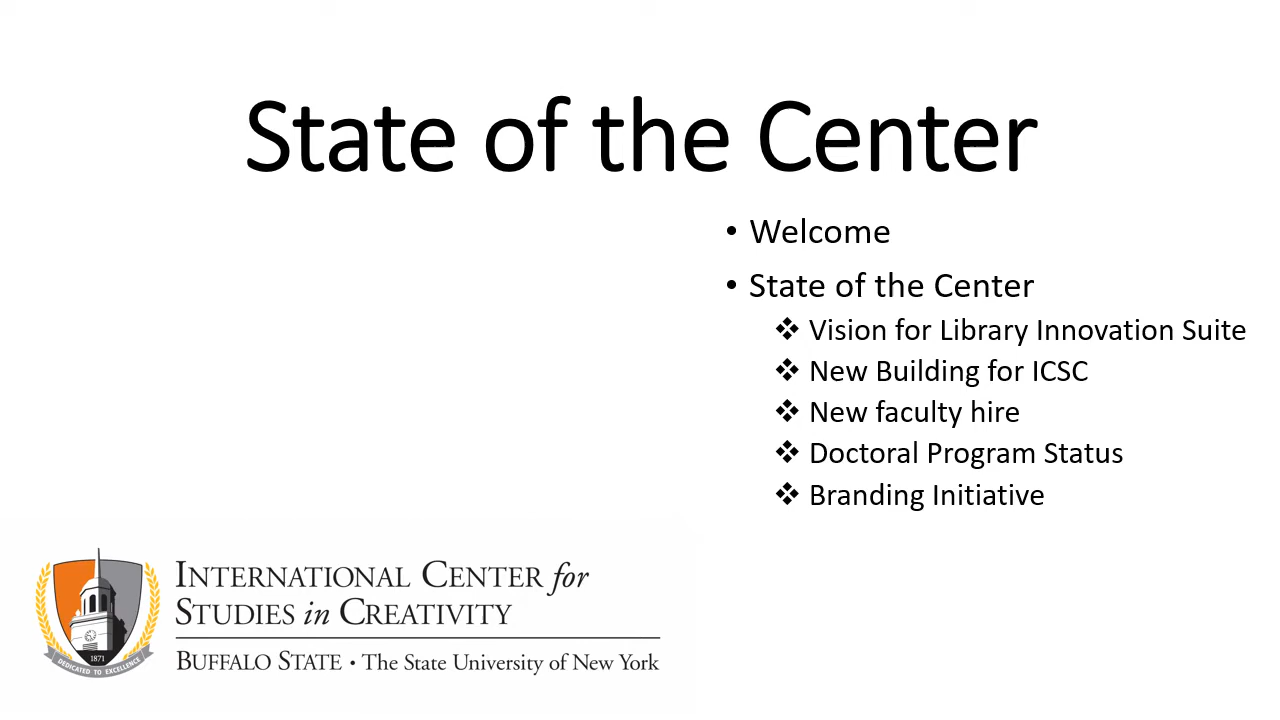 State of the Center
• Welcome
• State of the Center
❖ Vision for Library Innovation Suite
❖ New Building for ICSC
❖ New faculty hire
❖ Doctoral Program Status
❖ Branding Initiative
INTERNATIONAL CENTER for
STUDIES in CREATIVITY
BUFFALO STATE • The State University of New York
1871
DEDICATED TO EXCELLENCE